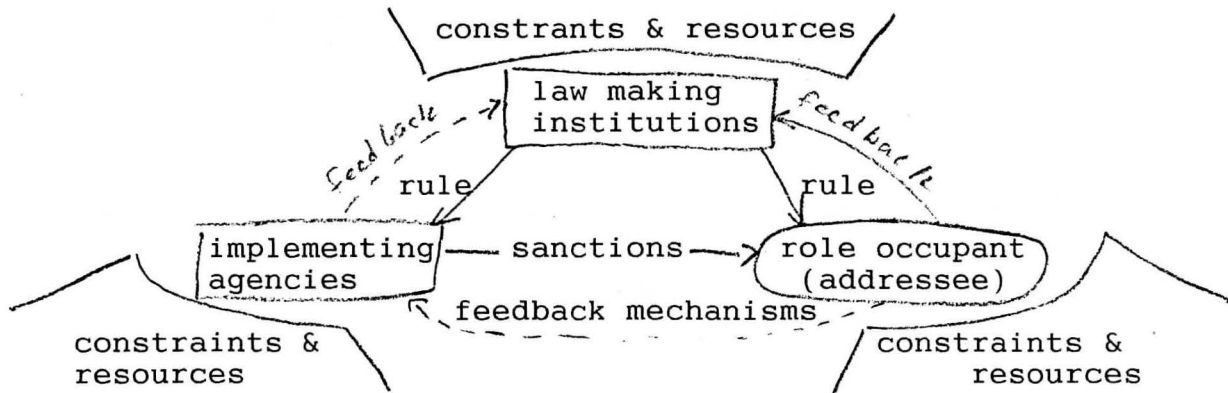 constrants & resources
law making
institutions
feedback
feedback
rule
rule
implementing
agencies
sanctions
role occupant
(addressee)
feedback mechanisms
constraints &
resources
constraints &
resources